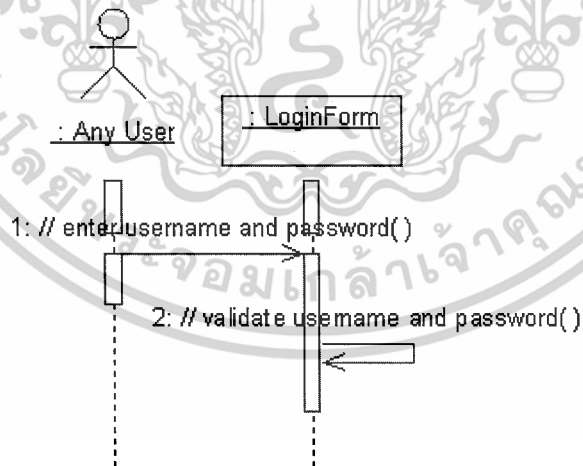 : Any User
: LoginForm
1: // enter username and password( )
2: // validate username and password( )